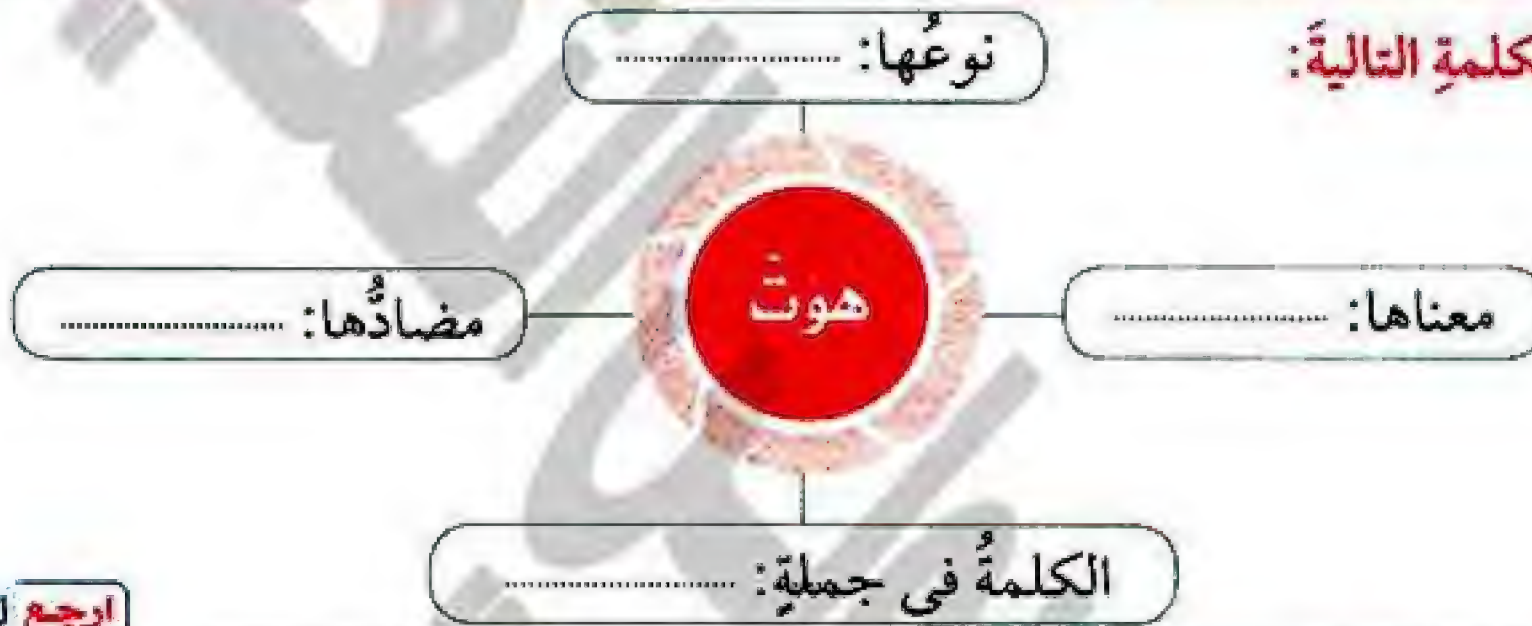 كلمةِ التاليةَ:
نوعُها: ....................
معناها: ....................
هوتْ
مضادُّها: ....................
الكلمةُ في جملةٍ: ....................
ارجع